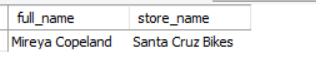 full_name store_name
Mireya Copeland Santa Cruz Bikes